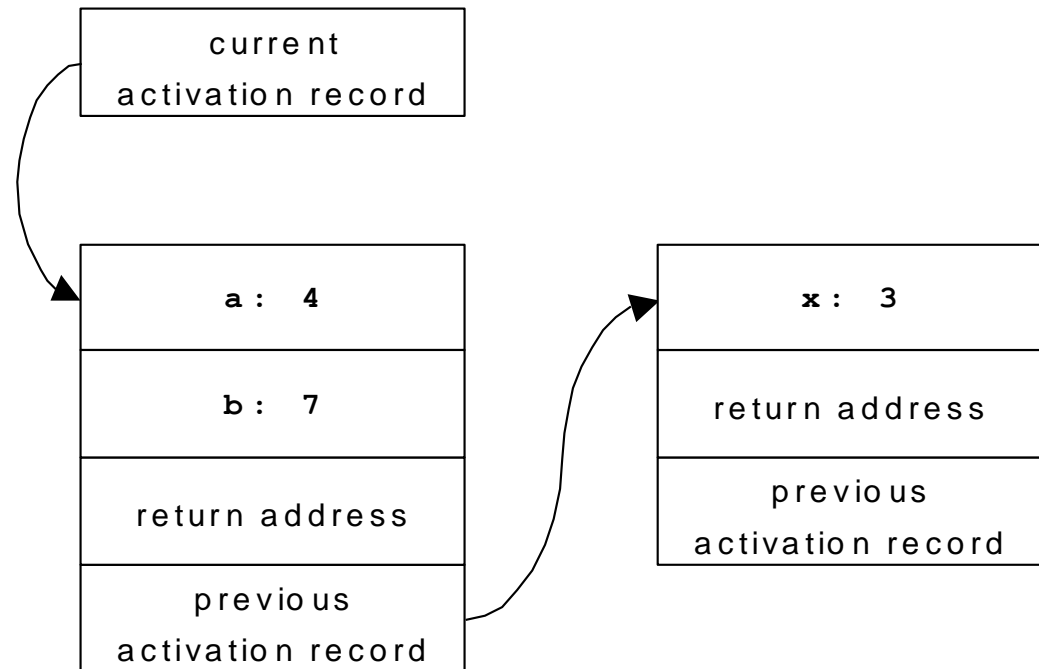 current
activation record
a: 4
b: 7
return address
previous
activation record
x: 3
return address
previous
activation record